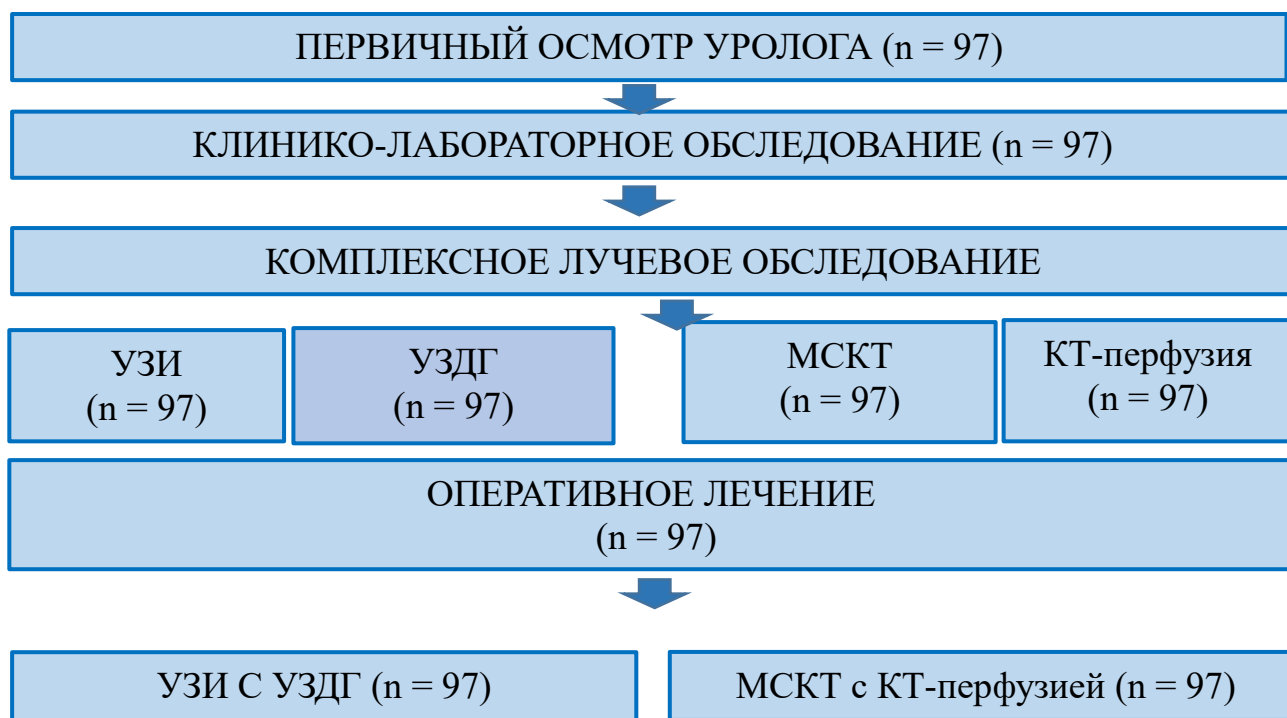 ПЕРВИЧНЫЙ ОСМОТР УРОЛОГА (n = 97)
КЛИНИКО-ЛАБОРАТОРНОЕ ОБСЛЕДОВАНИЕ (n = 97)
КОМПЛЕКСНОЕ ЛУЧЕВОЕ ОБСЛЕДОВАНИЕ
УЗИ
(n = 97)
УЗДГ
(n = 97)
МСКТ
(n = 97)
КТ-перфузия
(n = 97)
ОПЕРАТИВНОЕ ЛЕЧЕНИЕ
(n = 97)
УЗИ С УЗДГ (n = 97)
МСКТ с КТ-перфузией (n = 97)